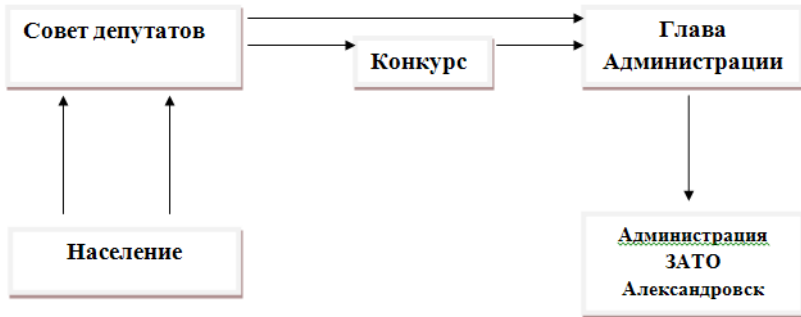 Совет депутатов
Конкурс
Глава
Администрации
Население
Администрация
ЗАТО
Александровск